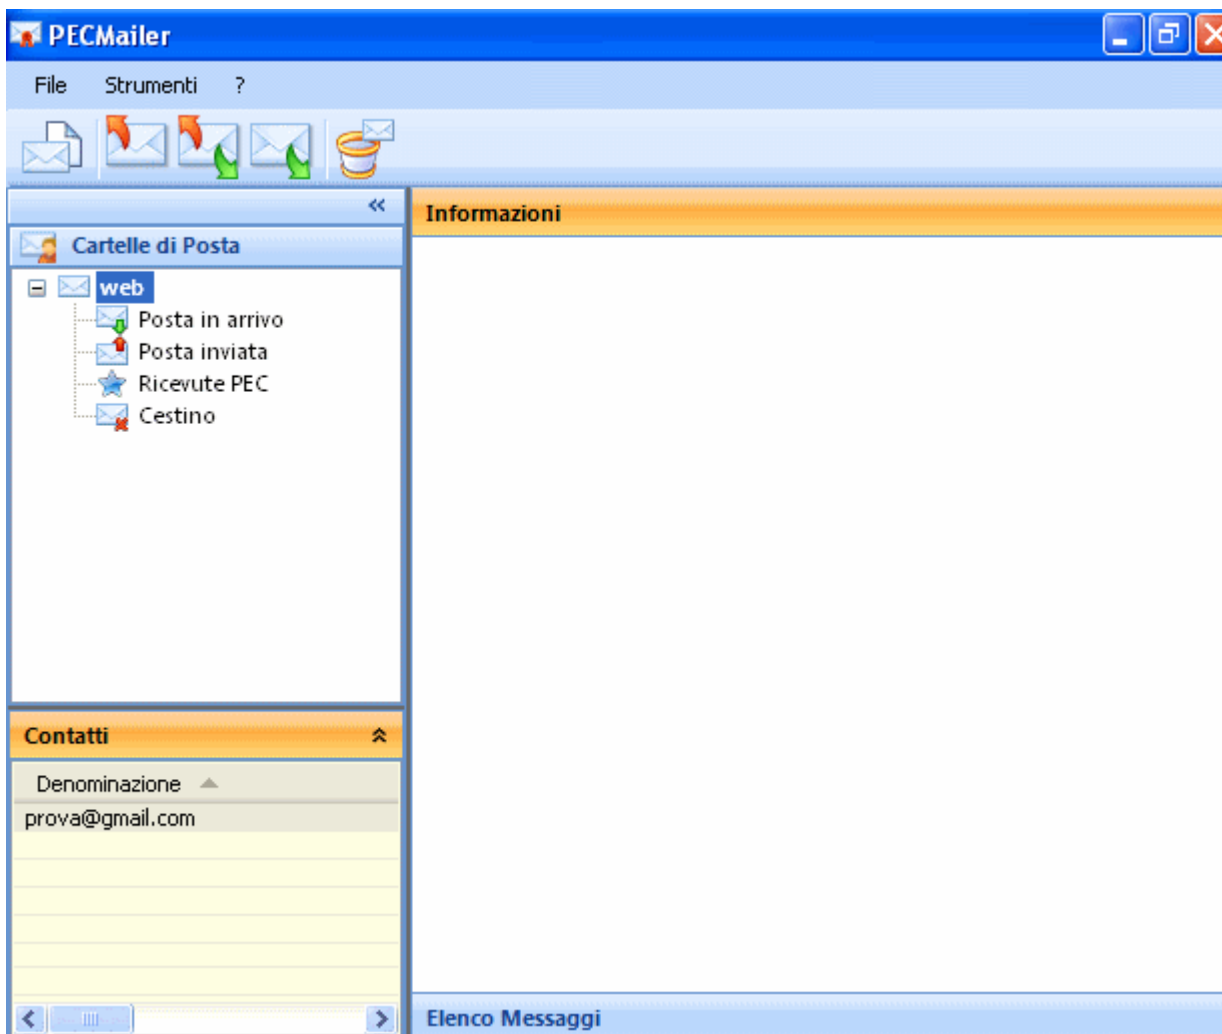 PECMailer
File Strumenti ?
Informazioni
Cartelle di Posta
web
Posta in arrivo
Posta inviata
Ricevute PEC
Cestino
Contatti
Denominazione
prova@gmail.com
Elenco Messaggi